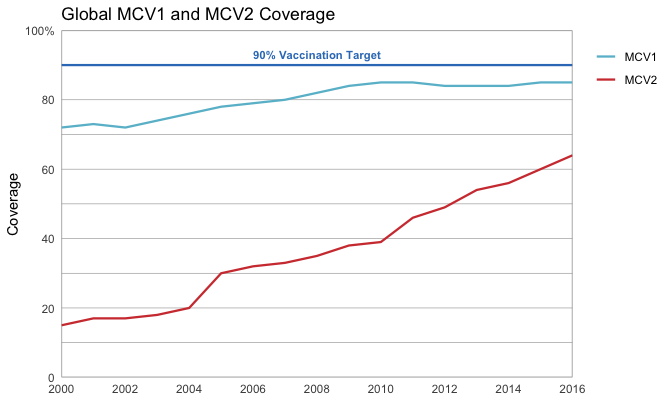 Global MCV1 and MCV2 Coverage
100%
90% Vaccination Target
MCV1
MCV2
80
60
40
20
0
Coverage
2000 2002 2004 2006 2008 2010 2012 2014 2016